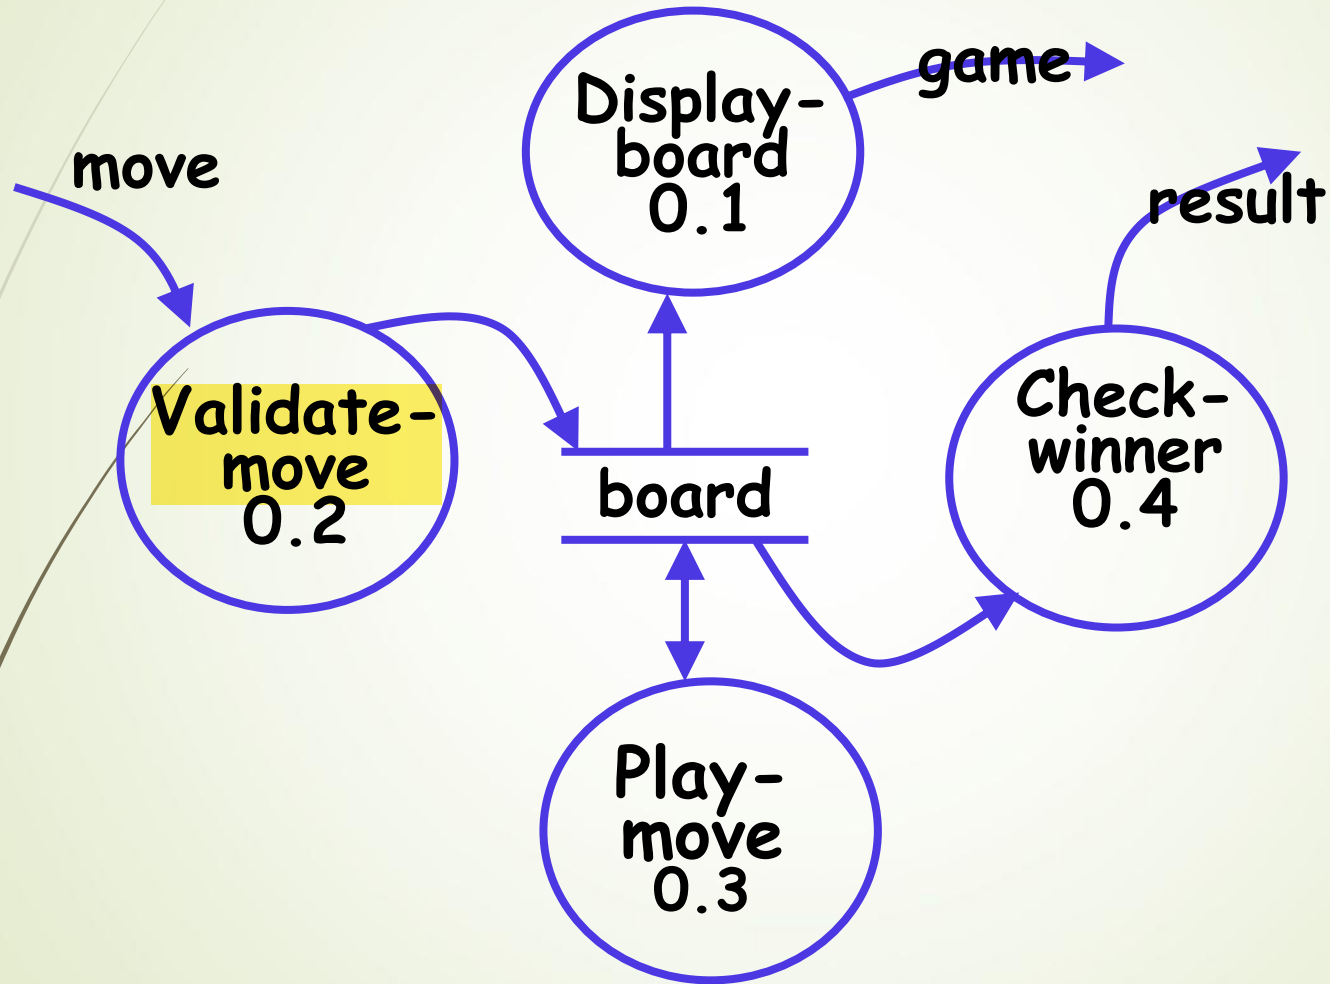 game
Display-
board
0.1
move
result
Validate-
move
0.2
board
Check-
winner
0.4
Play-
move
0.3